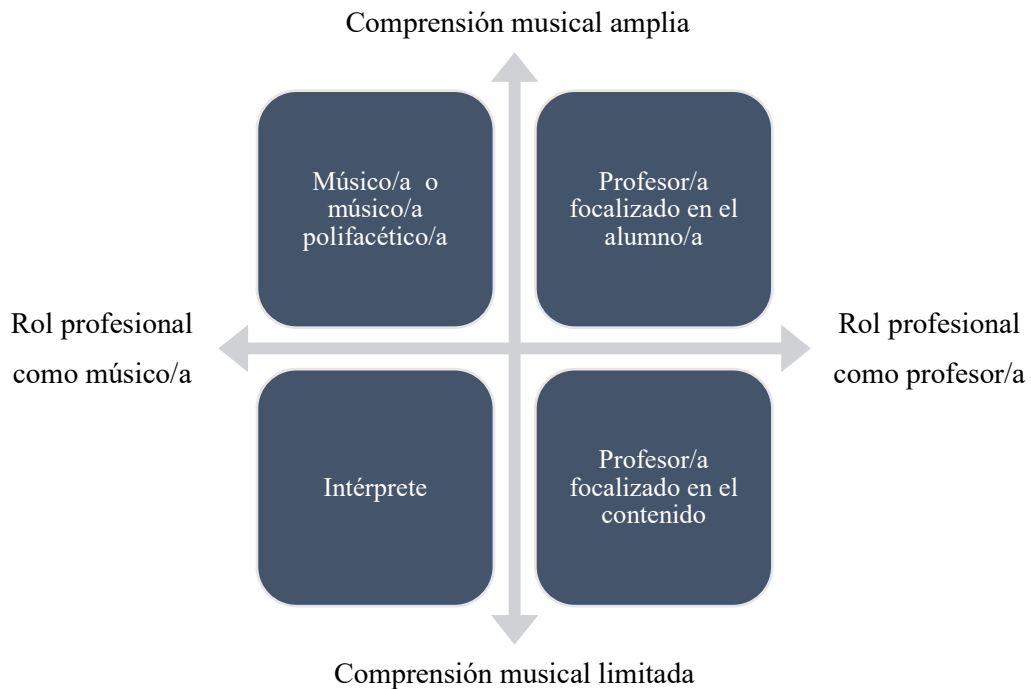 Comprensión musical amplia
Músico/a o
músico/a
polifacético/a
Profesor/a
focalizado en el
alumno/a
Rol profesional
como músico/a
Rol profesional
como profesor/a
Intérprete
Profesor/a
focalizado en el
contenido
Comprensión musical limitada